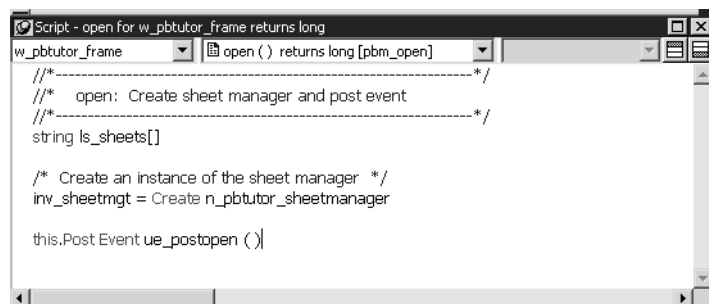 Script - open for w_pbtutor_frame returns long
w_pbtutor_frame open ( ) returns long [pbm_open]
//*-----------------------------------------------------------------*/
//* open: Create sheet manager and post event
//*-----------------------------------------------------------------*/
string ls_sheets[]
/* Create an instance of the sheet manager */
inv_sheetmgt = Create n_pbtutor_sheetmanager
this.Post Event ue_postopen ( )